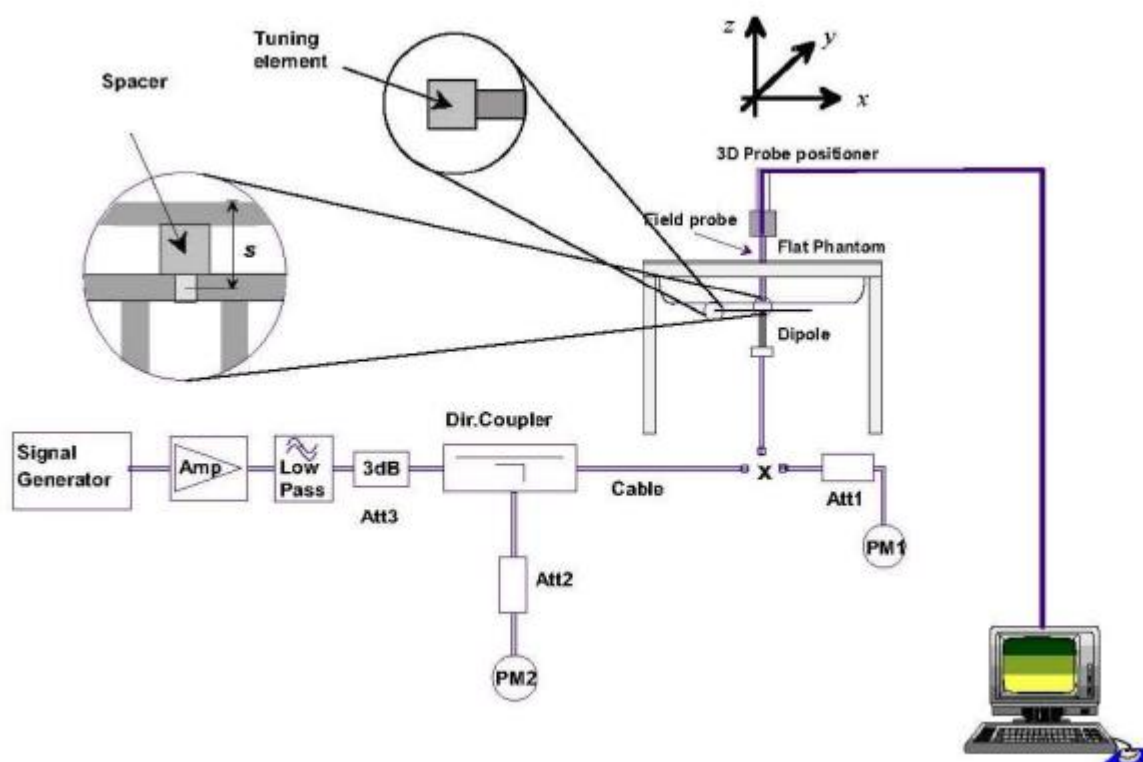 Tuning
element
Spacer
z
y
x
3D Probe positioner
Field probe
Flat Phantom
s
Dipole
Dir.Coupler
Signal
Generator
Amp
Low
Pass
3dB
Att3
Cable
X
Att1
PM1
Att2
PM2